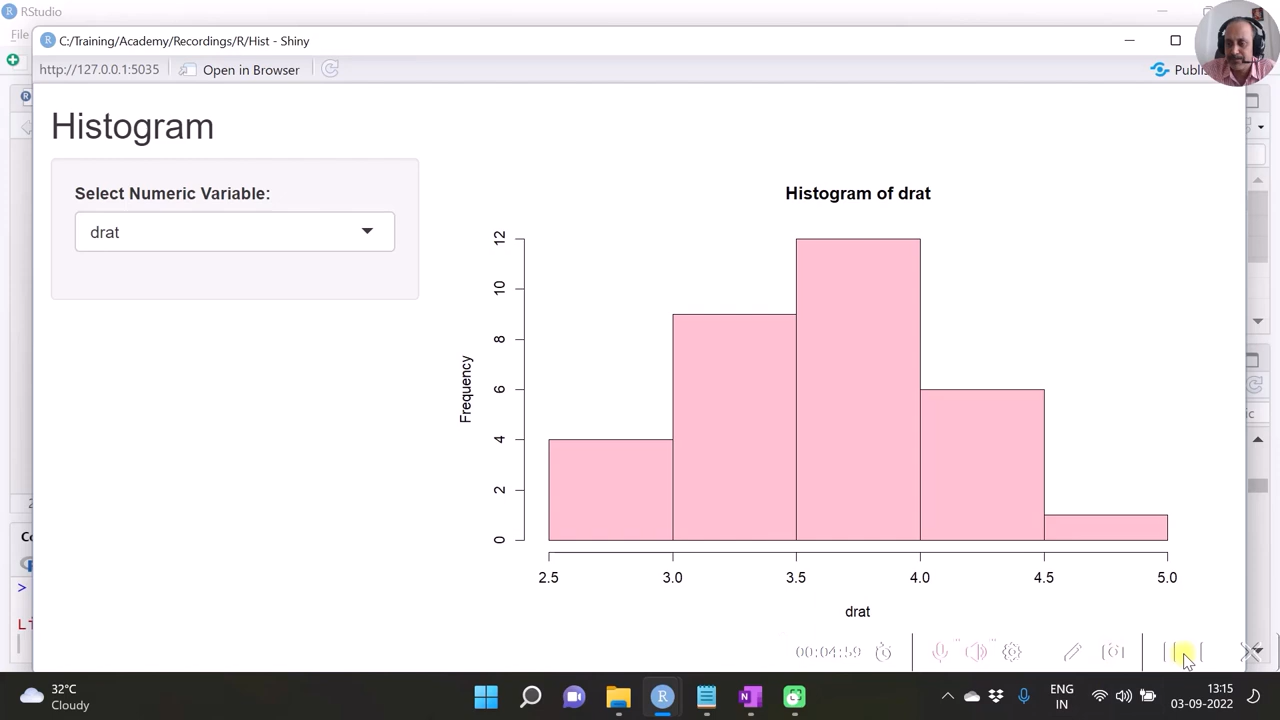 RStudio
File
C:/Training/Academy/Recordings/R/Hist - Shiny
http://127.0.0.1:5035
Open in Browser
Histogram
Select Numeric Variable:
drat
Histogram of drat
Frequency
12
10
8
6
4
2
0
2.5 3.0 3.5 4.0 4.5 5.0
drat
>
00:04:59
32°C
Cloudy
ENG
IN
13:15
03-09-2022